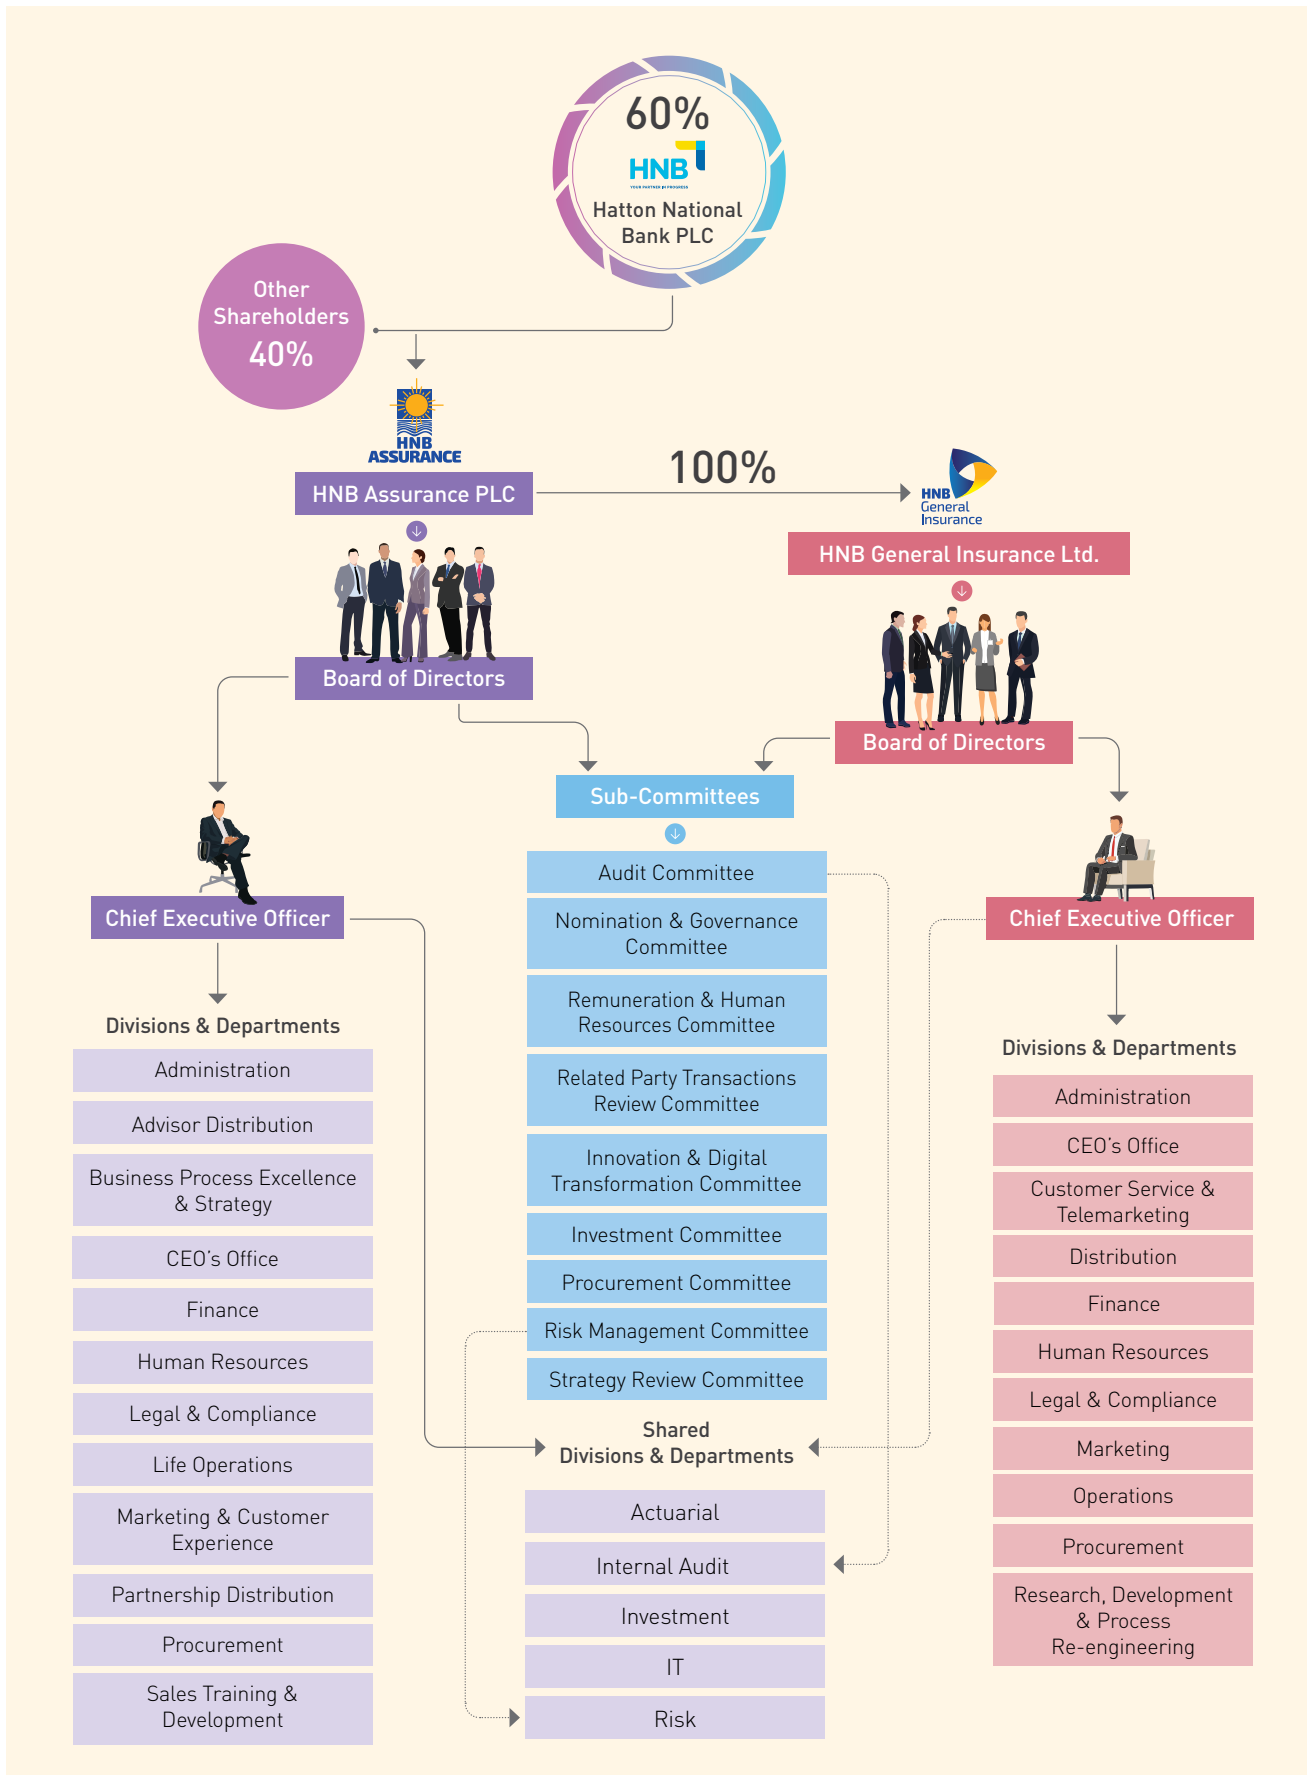 60%
HNB
YOUR PARTNER IN PROGRESS
Hatton National
Bank PLC
Other
Shareholders
40%
HNB
ASSURANCE
HNB Assurance PLC
100%
HNB
General
Insurance
HNB General Insurance Ltd.
Board of Directors
Board of Directors
Sub-Committees
Audit Committee
Nomination & Governance
Committee
Remuneration & Human
Resources Committee
Related Party Transactions
Review Committee
Innovation & Digital
Transformation Committee
Investment Committee
Procurement Committee
Risk Management Committee
Strategy Review Committee
Chief Executive Officer
Divisions & Departments
Administration
Advisor Distribution
Business Process Excellence
& Strategy
CEO’s Office
Finance
Human Resources
Legal & Compliance
Life Operations
Marketing & Customer
Experience
Partnership Distribution
Procurement
Sales Training &
Development
Shared
Divisions & Departments
Actuarial
Internal Audit
Investment
IT
Risk
Chief Executive Officer
Divisions & Departments
Administration
CEO’s Office
Customer Service &
Telemarketing
Distribution
Finance
Human Resources
Legal & Compliance
Marketing
Operations
Procurement
Research, Development
& Process
Re-engineering